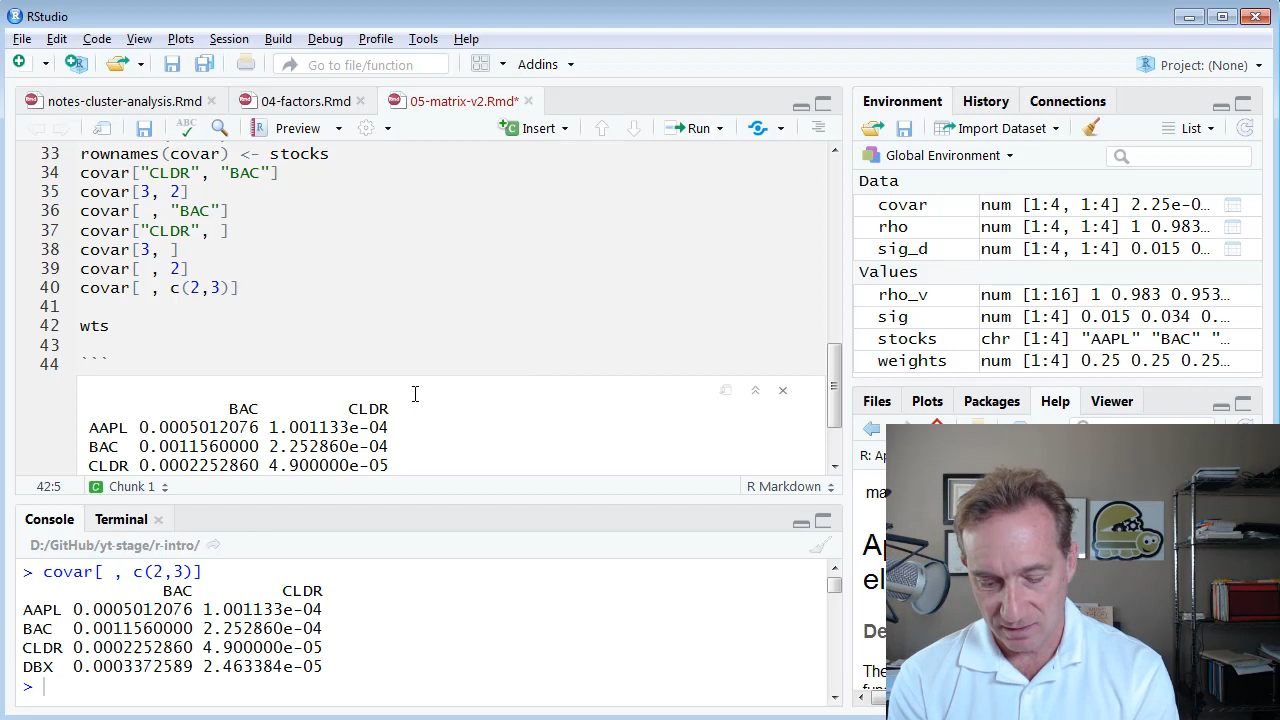 RStudio
File Edit Code View Plots Session Build Debug Profile Tools Help
Go to file/function Addins Project: (None)
notes-cluster-analysis.Rmd 04-factors.Rmd 05-matrix-v2.Rmd*
ABC Preview Insert Run
33 rownames(covar) <- stocks
34 covar["CLDR", "BAC"]
35 covar[3, 2]
36 covar[ , "BAC"]
37 covar["CLDR", ]
38 covar[3, ]
39 covar[ , 2]
40 covar[ , c(2,3)]
41
42 wts
43
44 ```
BAC CLDR
AAPL 0.0005012076 1.001133e-04
BAC 0.0011560000 2.252860e-04
CLDR 0.0002252860 4.900000e-05
42:5 Chunk 1 R Markdown
Console Terminal
D:/GitHub/yt-stage/r-intro/
> covar[ , c(2,3)]
BAC CLDR
AAPL 0.0005012076 1.001133e-04
BAC 0.0011560000 2.252860e-04
CLDR 0.0002252860 4.900000e-05
DBX 0.0003372589 2.463384e-05
>
Environment History Connections
Import Dataset List
Global Environment
Data
covar num [1:4, 1:4] 2.25e-0...
rho num [1:4, 1:4] 1 0.983...
sig_d num [1:4, 1:4] 0.015 0...
Values
rho_v num [1:16] 1 0.983 0.953...
sig num [1:4] 0.015 0.034 0...
stocks chr [1:4] "AAPL" "BAC" "...
weights num [1:4] 0.25 0.25 0.25...
Files Plots Packages Help Viewer
R: Ap
ma
Ap
el
De
The